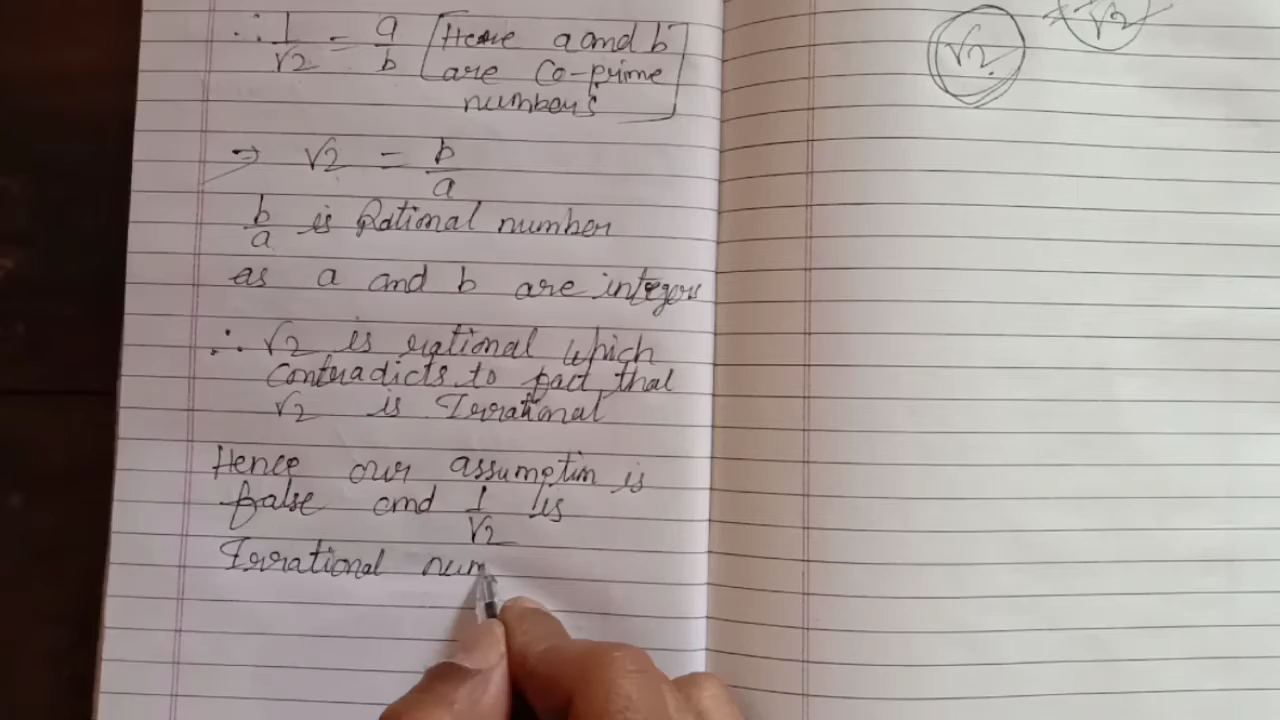 ∴ 1/√2 = a/b [Here a and b
are Co-prime
numbers]
⇒ √2 = b/a
b/a is Rational number
as a and b are integers
∴ √2 is rational which
contradicts to fact that
√2 is Irrational
Hence our assumptin is
false and 1/√2 is
Irrational num
√2
√2